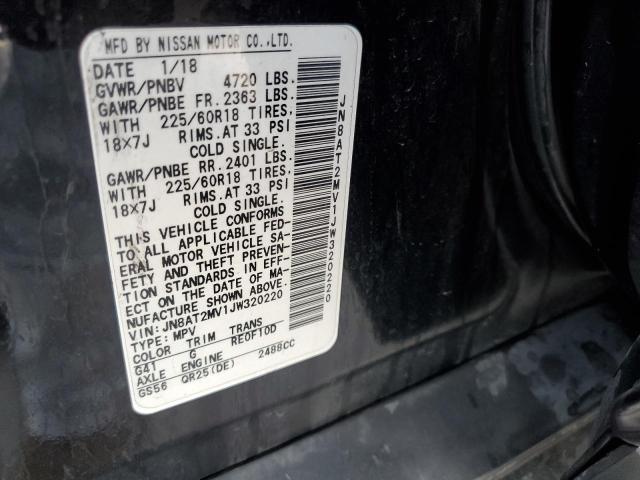 MFD BY NISSAN MOTOR CO.,LTD.
DATE 1/18
GVWR/PNBV 4720 LBS.
GAWR/PNBE FR. 2363 LBS.
WITH 225/60R18 TIRES.
18X7J RIMS.AT 33 PSI
COLD SINGLE.
GAWR/PNBE RR. 2401 LBS.
WITH 225/60R18 TIRES.
18X7J RIMS.AT 33 PSI
COLD SINGLE.
THIS VEHICLE CONFORMS
TO ALL APPLICABLE FED-
ERAL MOTOR VEHICLE SA-
FETY AND THEFT PREVEN-
TION STANDARDS IN EFF-
ECT ON THE DATE OF MA-
NUFACTURE SHOWN ABOVE.
VIN:JN8AT2MV1JW320220
TYPE:MPV
COLOR TRIM TRANS
G41 G RE0F10D
AXLE ENGINE
GS56 QR25(DE) 2488CC
JN8AT2MV1JW320220